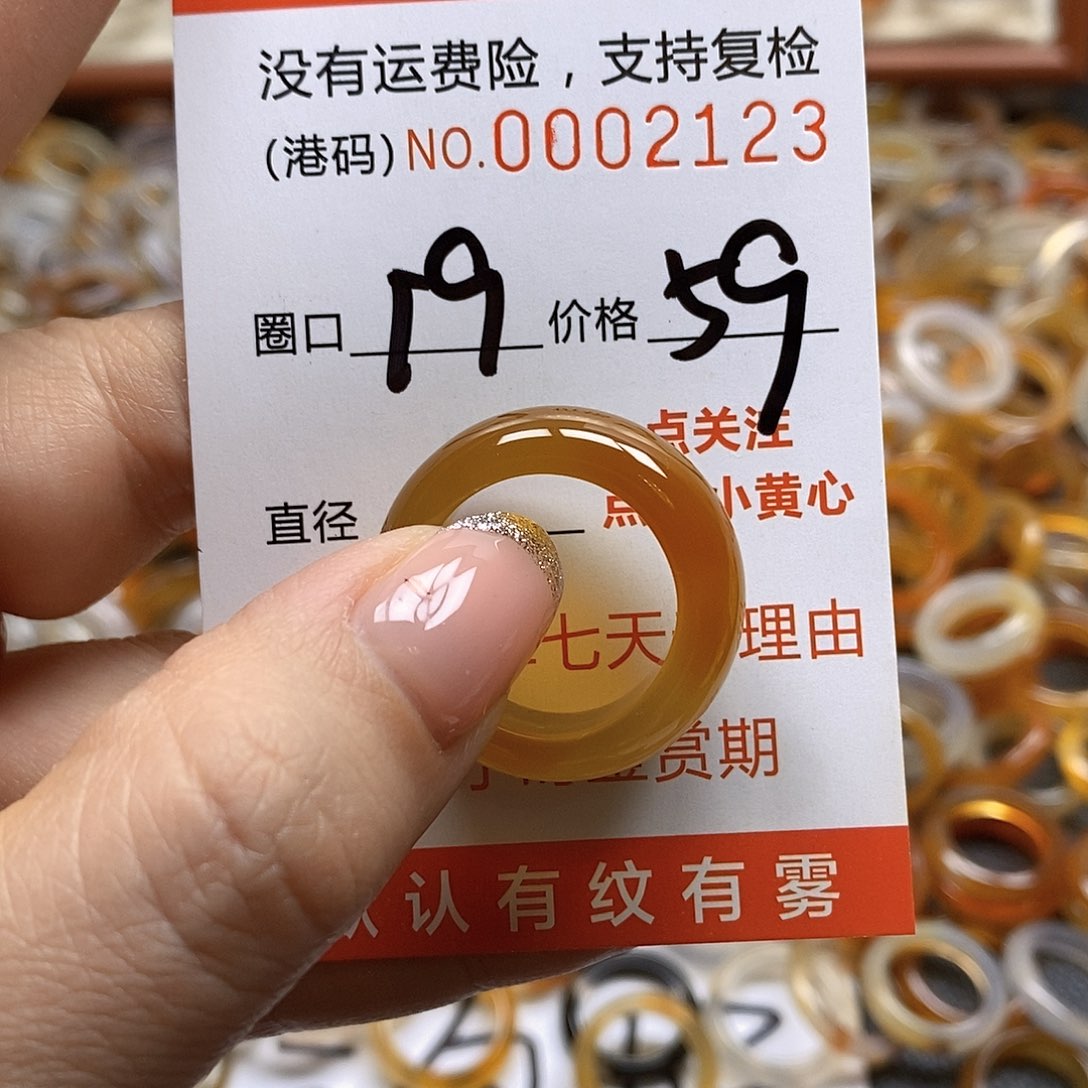 没有运费险，支持复检
(港码) NO.0002123
圈口 19 价格 59
点关注
直径 点 小黄心
七天 理由
赏期
认有纹有雾